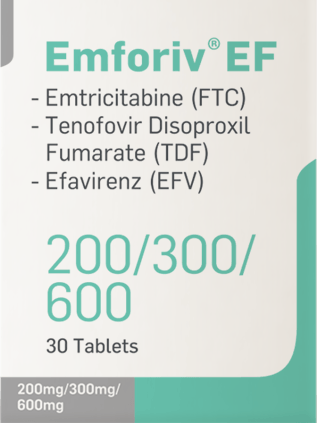 Emforiv® EF
- Emtricitabine (FTC)
- Tenofovir Disoproxil
Fumarate (TDF)
- Efavirenz (EFV)
200/300/
600
30 Tablets
200mg/300mg/
600mg